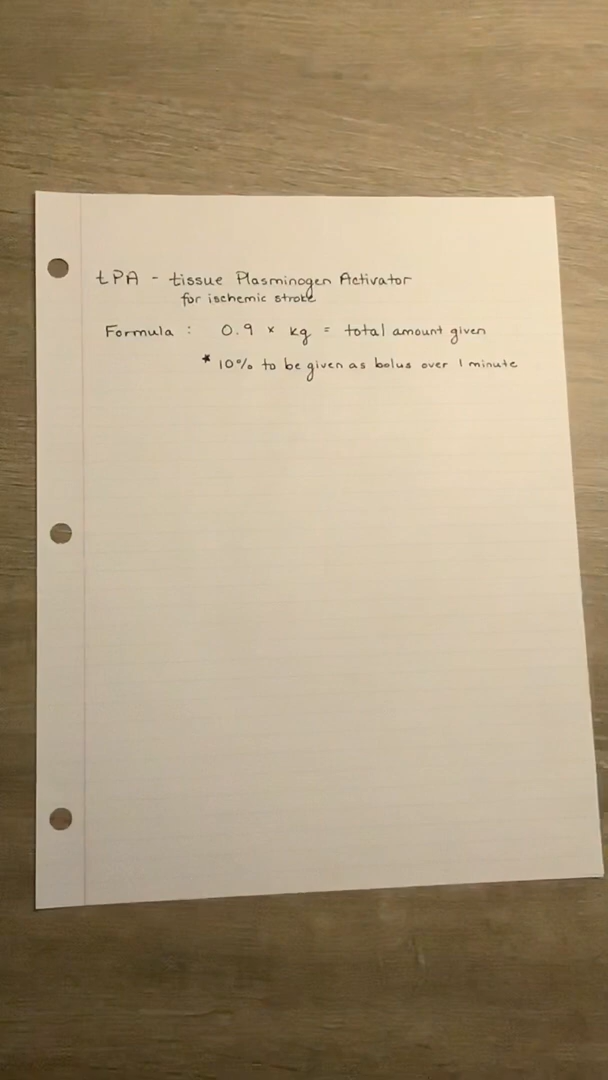 tPA - tissue Plasminogen Activator
for ischemic stroke
Formula : 0.9 x kg = total amount given
* 10% to be given as bolus over 1 minute